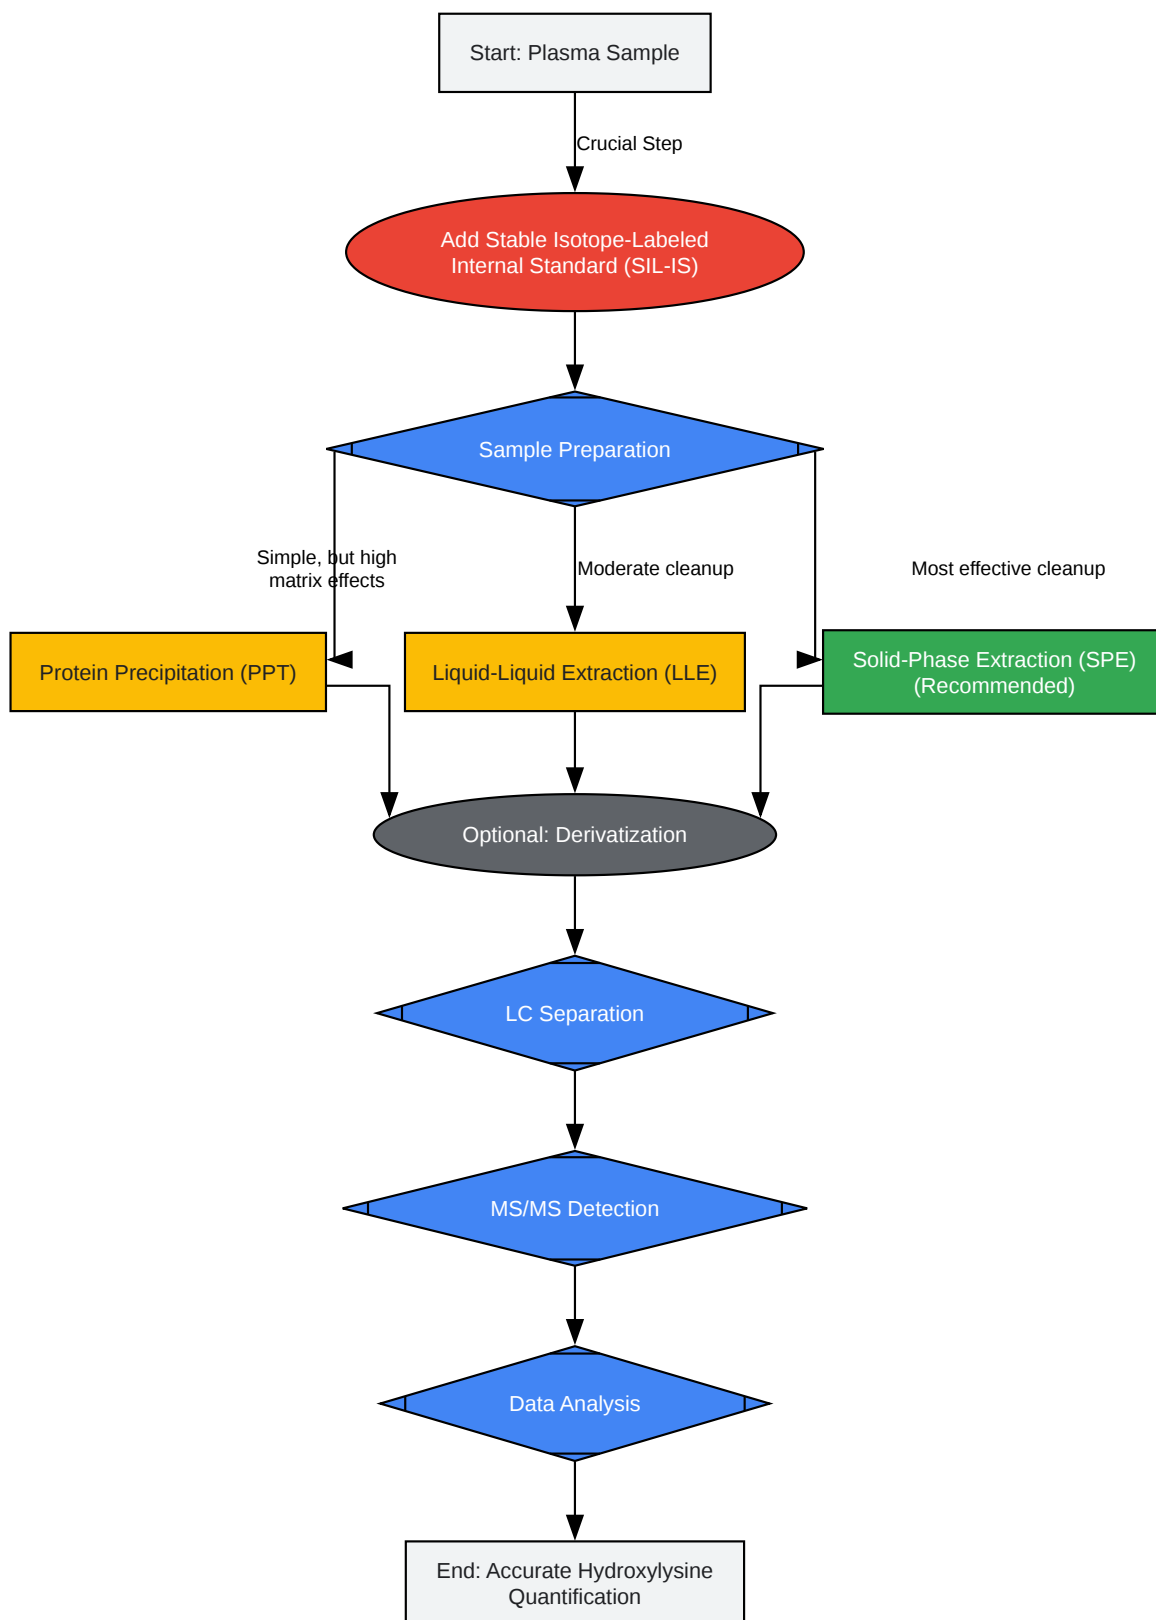 Start: Plasma Sample
Crucial Step
Add Stable Isotope-Labeled
Internal Standard (SIL-IS)
Sample Preparation
Simple, but high
matrix effects
Moderate cleanup
Most effective cleanup
Protein Precipitation (PPT)
Liquid-Liquid Extraction (LLE)
Solid-Phase Extraction (SPE)
(Recommended)
Optional: Derivatization
LC Separation
MS/MS Detection
Data Analysis
End: Accurate Hydroxylysine
Quantification